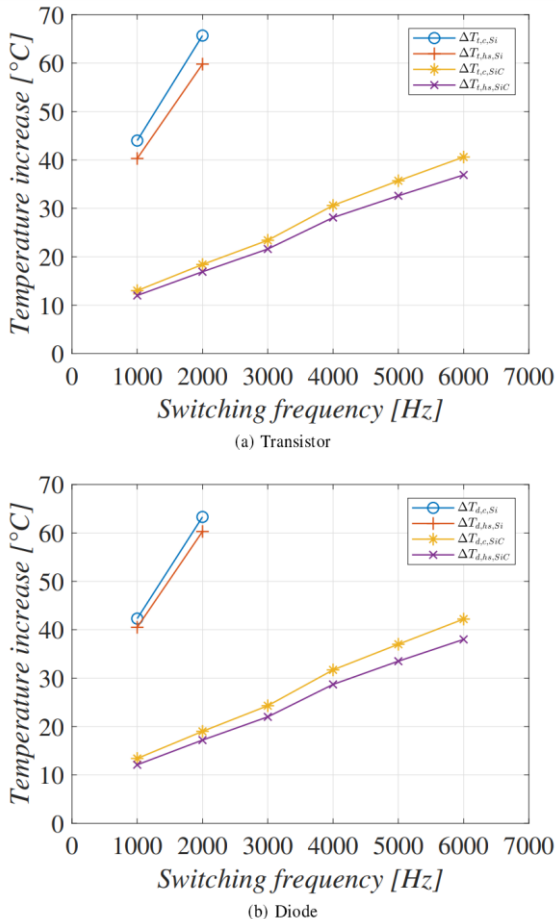 Temperature increase [°C]
70
60
50
40
30
20
10
0
ΔT_{t,c,Si}
ΔT_{t,hs,Si}
ΔT_{t,c,SiC}
ΔT_{t,hs,SiC}
0 1000 2000 3000 4000 5000 6000 7000
Switching frequency [Hz]
(a) Transistor
Temperature increase [°C]
70
60
50
40
30
20
10
0
ΔT_{d,c,Si}
ΔT_{d,hs,Si}
ΔT_{d,c,SiC}
ΔT_{d,hs,SiC}
0 1000 2000 3000 4000 5000 6000 7000
Switching frequency [Hz]
(b) Diode